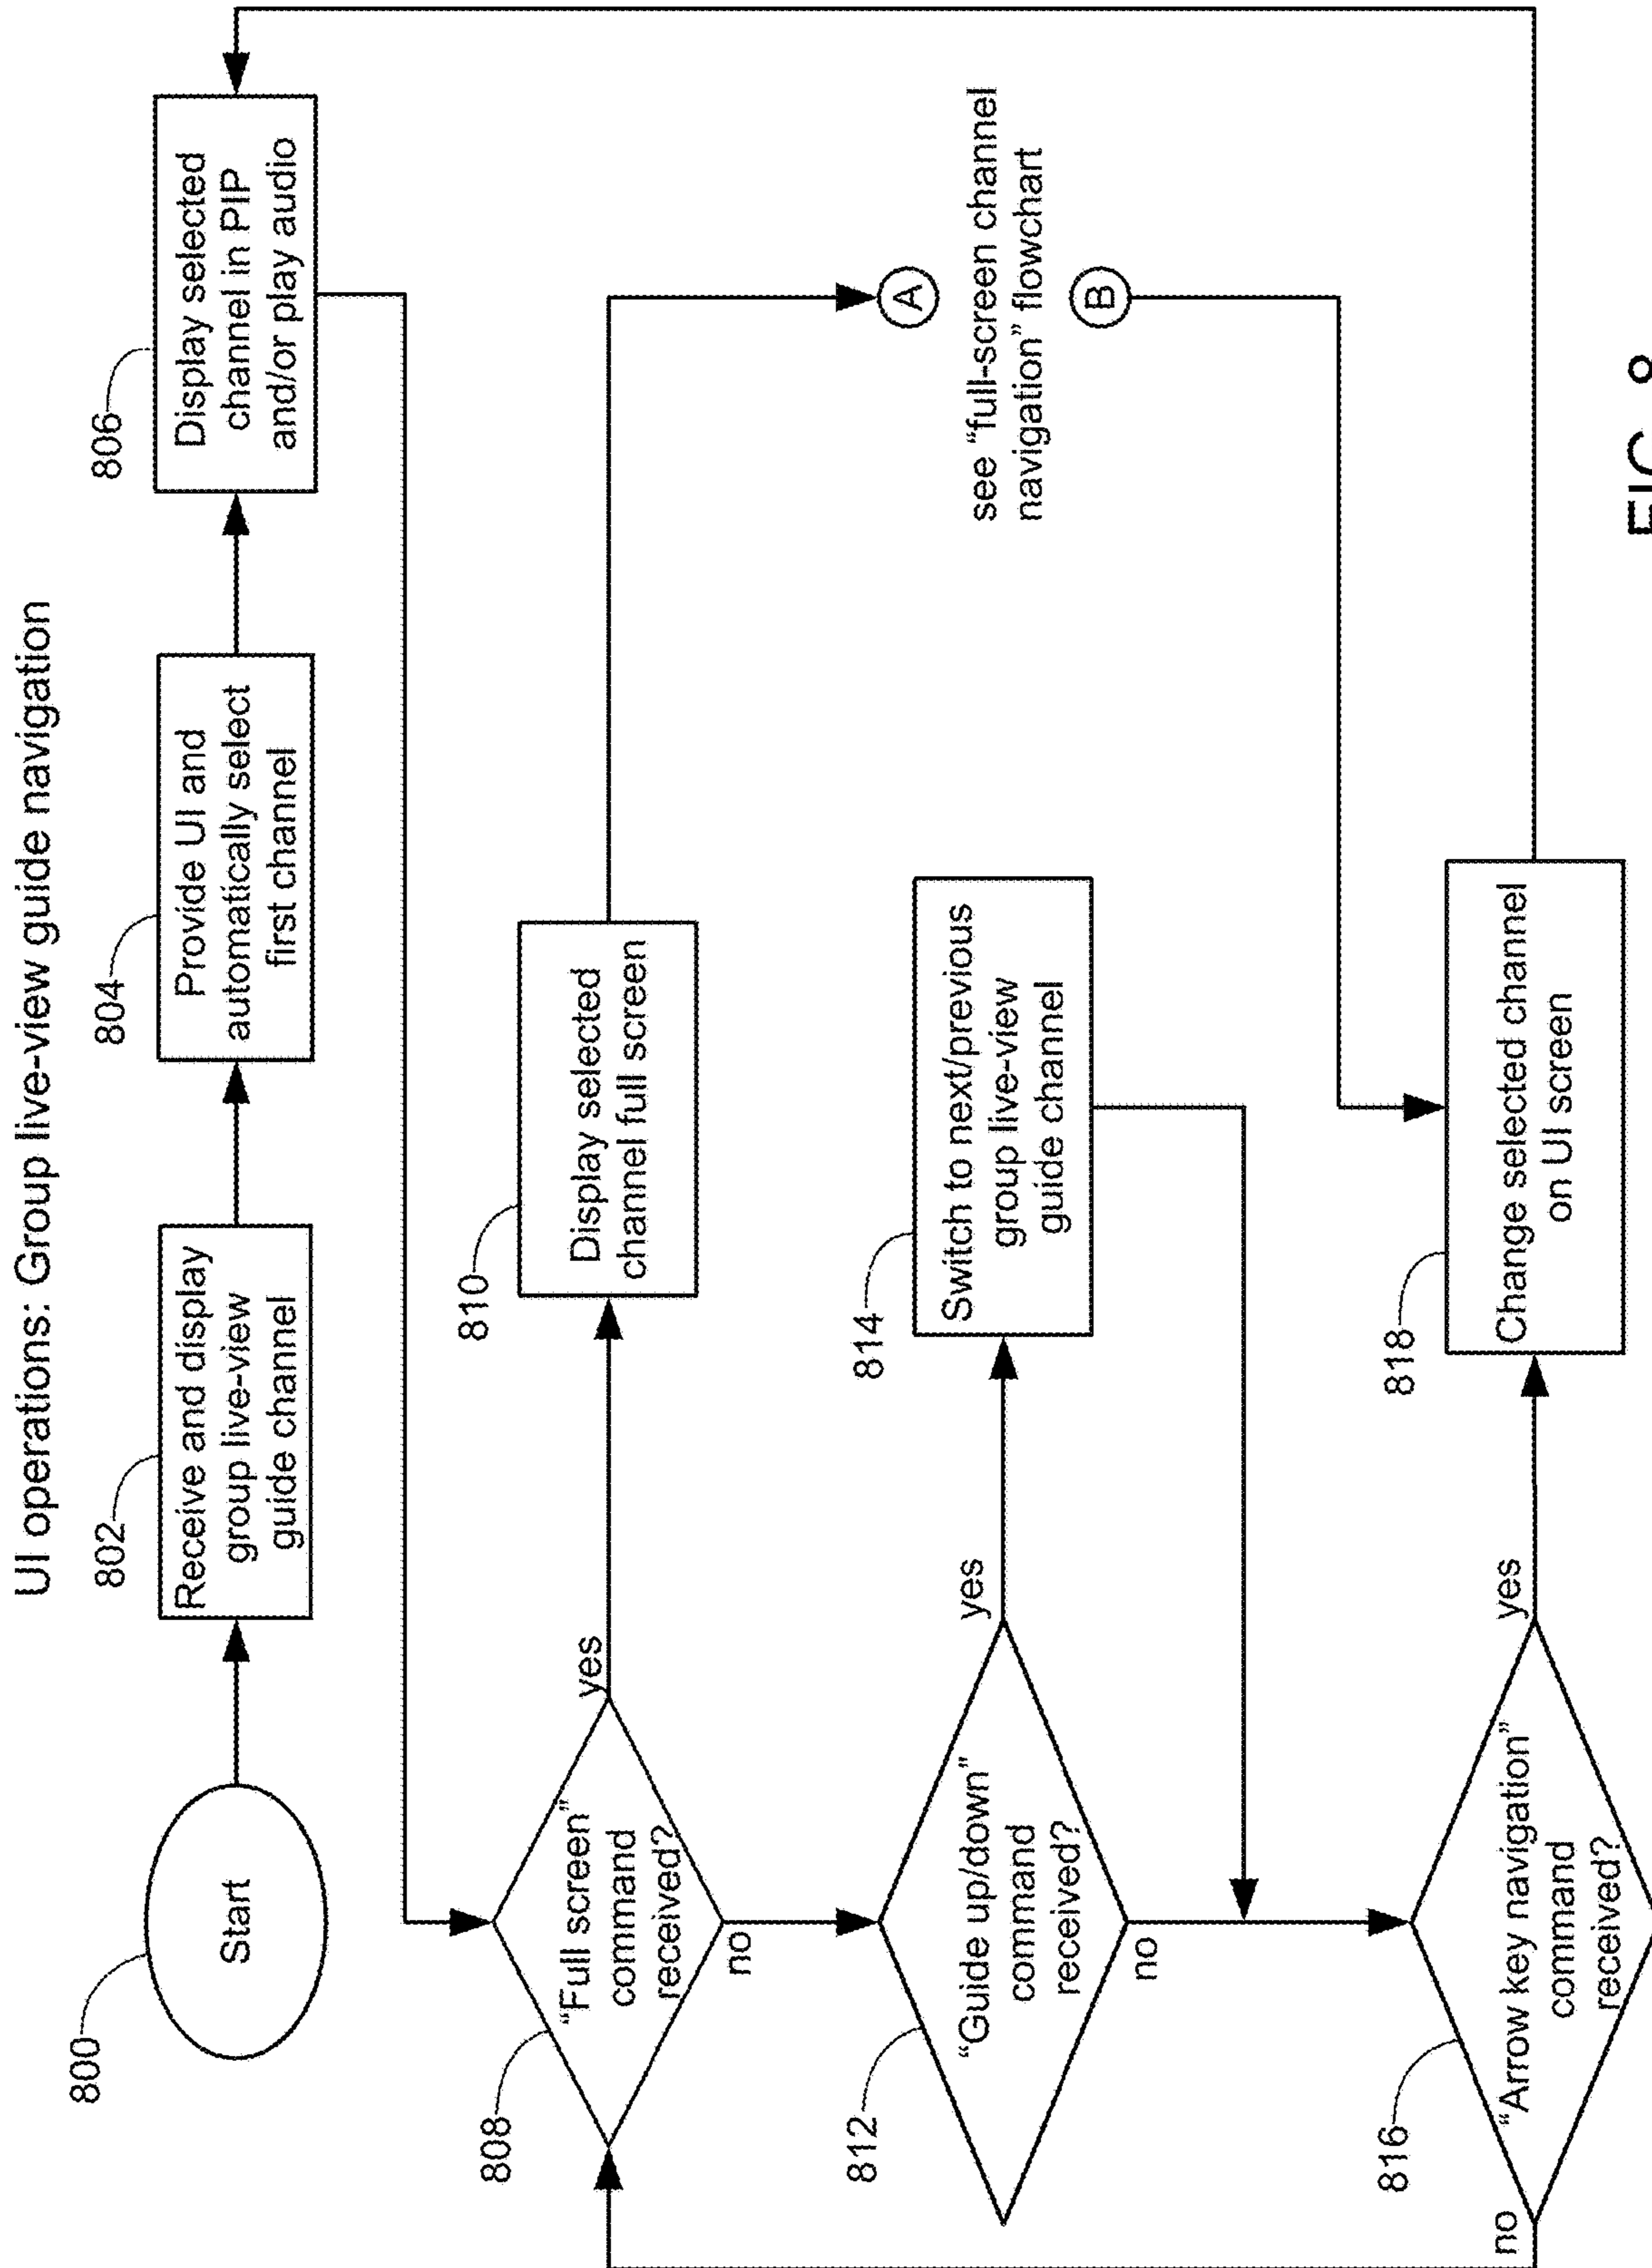 UI operations: Group live-view guide navigation
800
Start
802
Receive and display
group live-view
guide channel
804
Provide UI and
automatically select
first channel
806
Display selected
channel in PIP
and/or play audio
808
“Full screen”
command
received?
yes
no
810
Display selected
channel full screen
A
see “full-screen channel
navigation” flowchart
B
812
“Guide up/down”
command
received?
yes
no
814
Switch to next/previous
group live-view
guide channel
816
“Arrow key navigation”
command
received?
yes
no
818
Change selected channel
on UI screen
FIG. 8